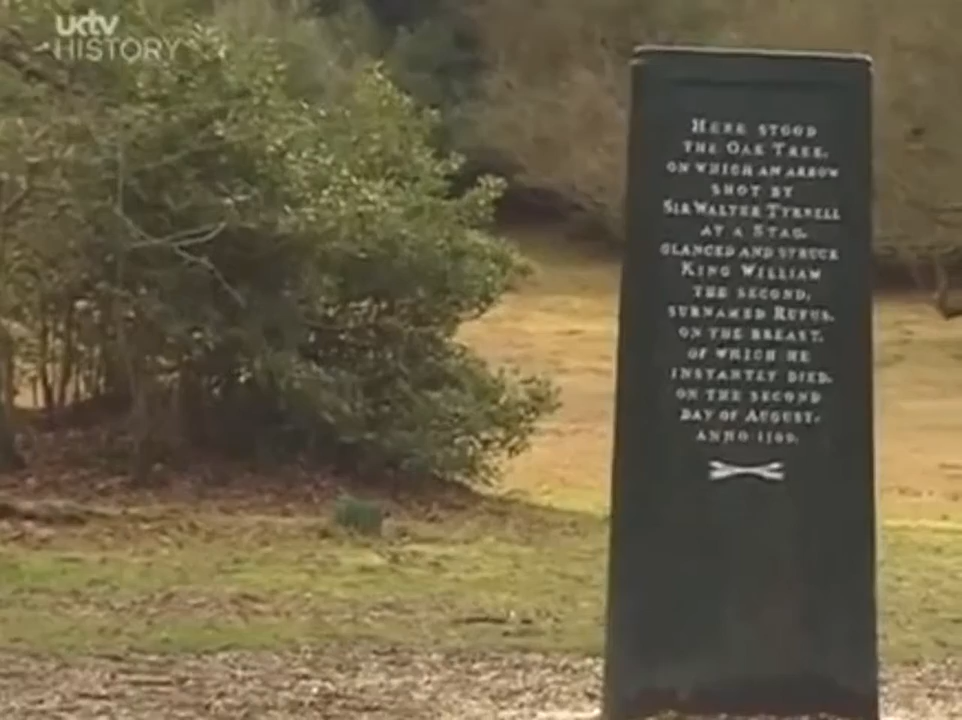 uktv
HISTORY
HERE STOOD
THE OAK TREE,
ON WHICH AN ARROW
SHOT BY
SIR WALTER TYRRELL
AT A STAG,
GLANCED AND STRUCK
KING WILLIAM
THE SECOND,
SURNAMED RUFUS,
ON THE BREAST,
OF WHICH HE
INSTANTLY DIED,
ON THE SECOND
DAY OF AUGUST,
ANNO 1100.